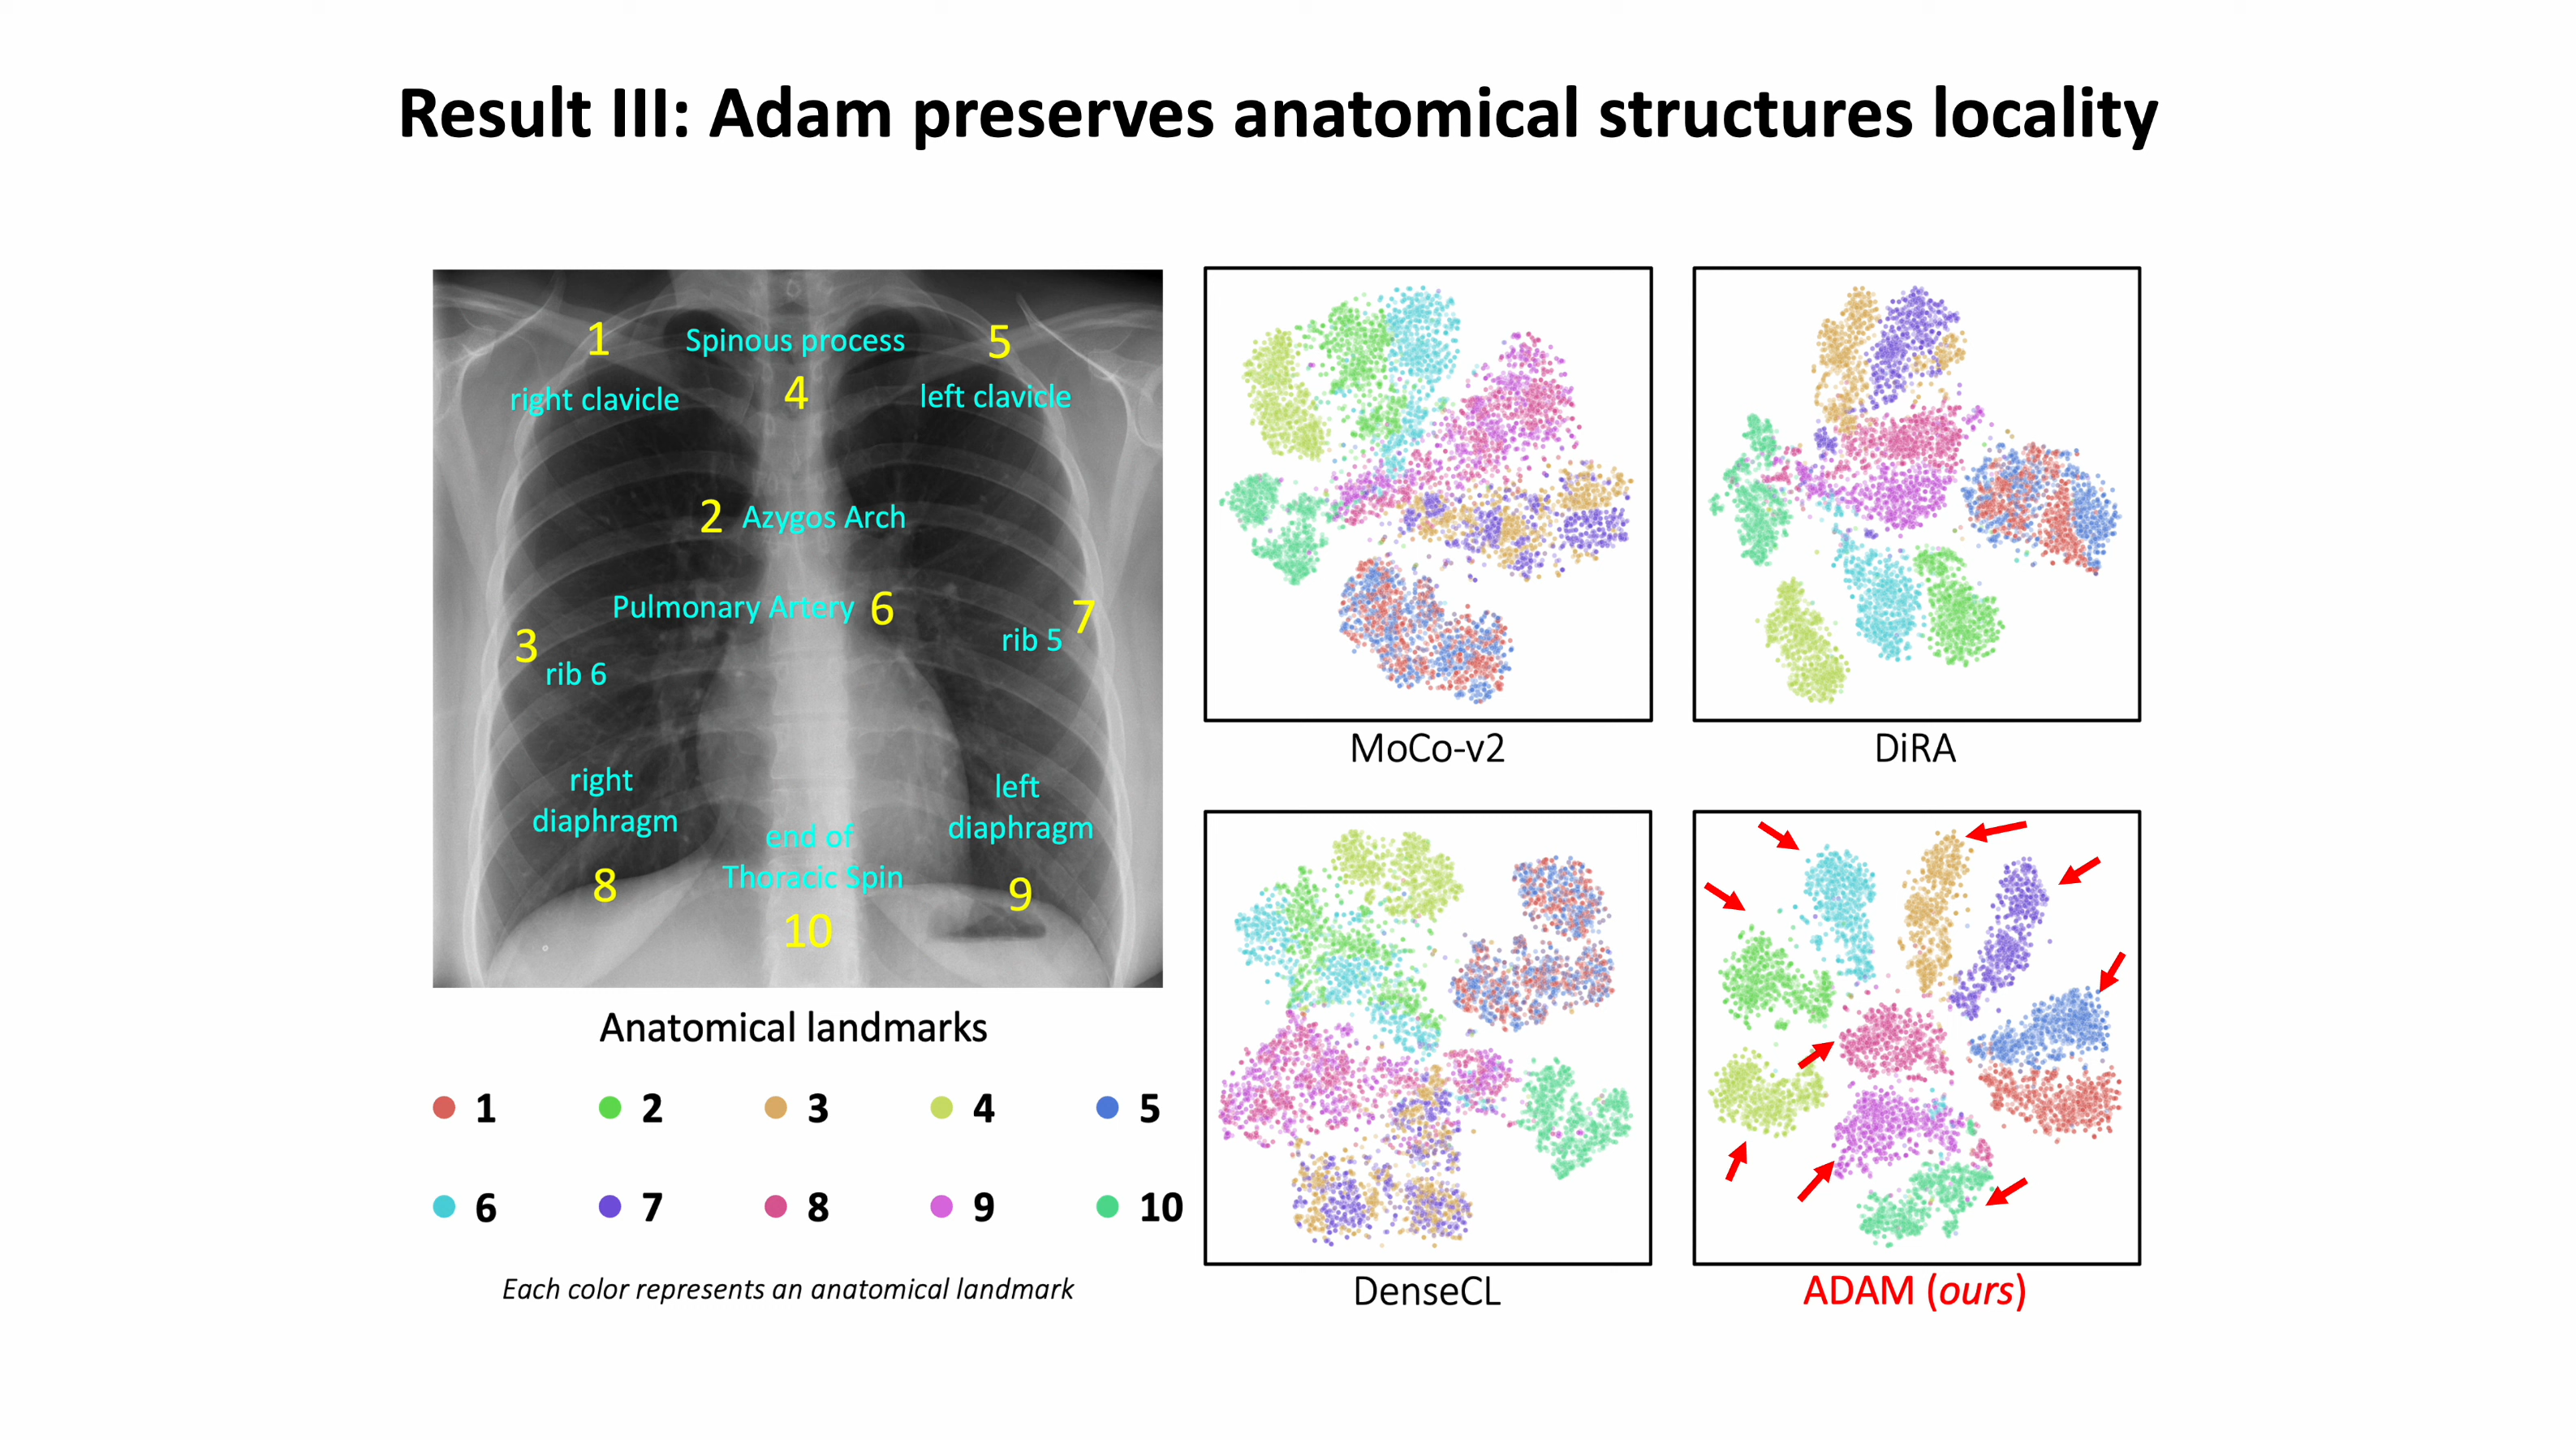 Result III: Adam preserves anatomical structures locality
1
Spinous process
5
right clavicle
4
left clavicle
2 Azygos Arch
Pulmonary Artery 6
7
3
rib 5
rib 6
right
diaphragm
left
diaphragm
end of
Thoracic Spin
8
9
10
Anatomical landmarks
1 2 3 4 5
6 7 8 9 10
Each color represents an anatomical landmark
MoCo-v2
DiRA
DenseCL
ADAM (ours)